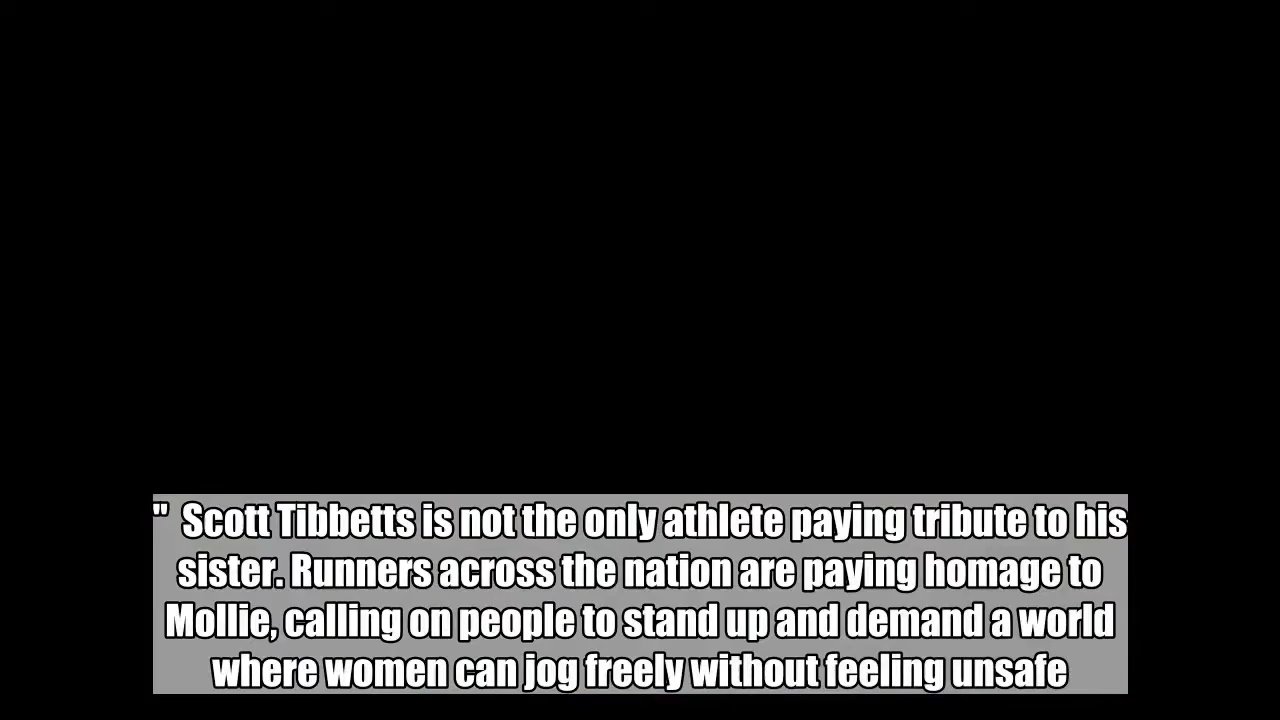 " Scott Tibbetts is not the only athlete paying tribute to his
sister. Runners across the nation are paying homage to
Mollie, calling on people to stand up and demand a world
where women can jog freely without feeling unsafe